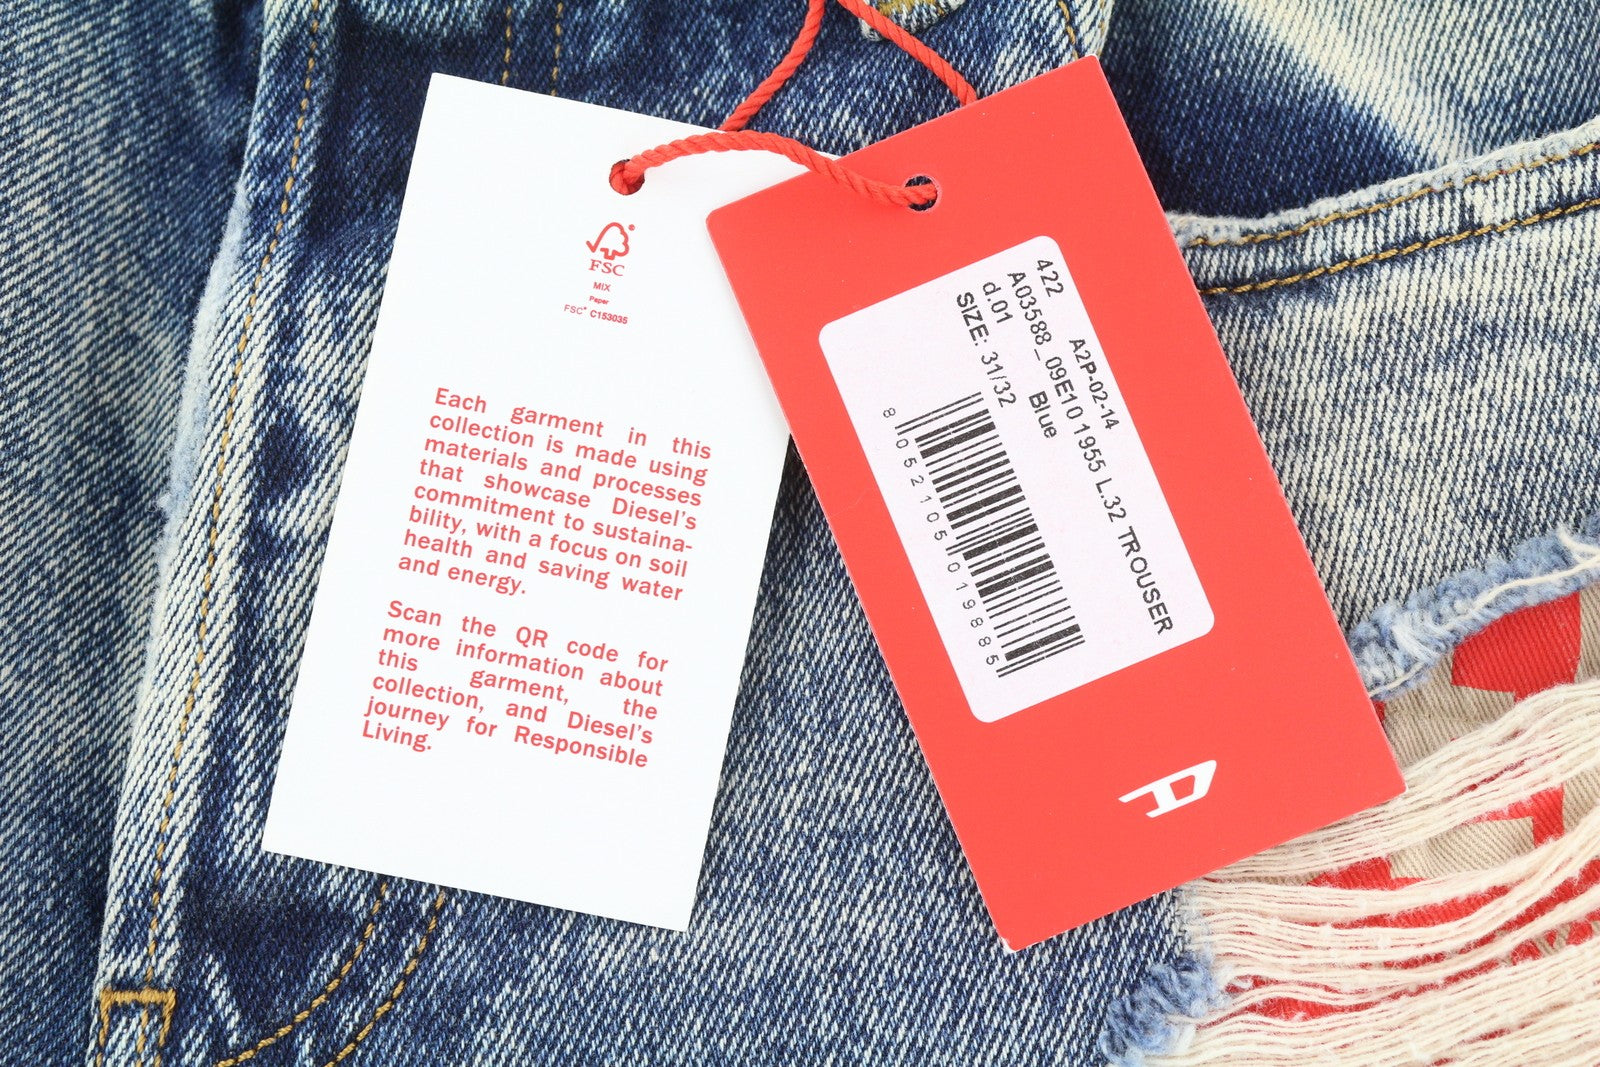 FSC
MIX
Paper
FSC® C153035
Each garment in this
collection is made using
materials and processes
that showcase Diesel's
commitment to sustaina-
bility, with a focus on soil
health and saving water
and energy.
Scan the QR code for
more information about
this garment, the
collection, and Diesel's
journey for Responsible
Living.
422 A2P-02-14
A03588_09E10 1955 L.32 TROUSER
d.01 Blue
SIZE: 31/32
8 052105 019885